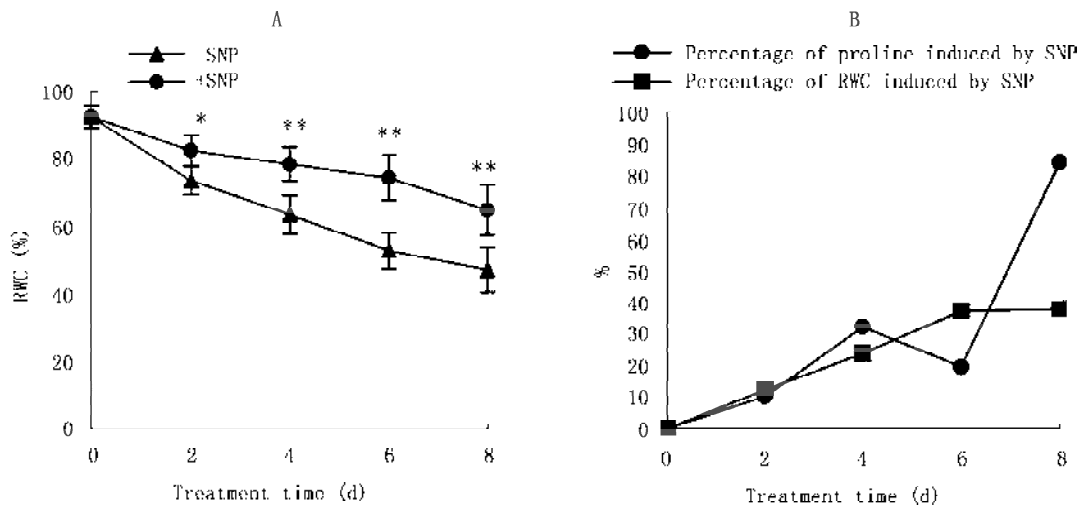 A
SNP
+SNP
100
80
60
40
20
0
RWC (%)
*
**
**
**
0 2 4 6 8
Treatment timo (d)
B
Percentage of proline induced by SNP
Percentage of RWC induced by SNP
100
90
80
70
60
50
40
30
20
10
0
%
0 2 4 6 8
Treatment time (d)